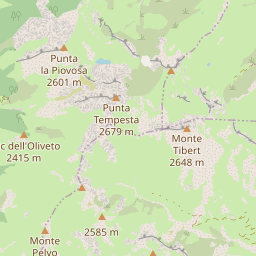 Punta
la Piovosa
2601 m
Punta
Tempesta
2679 m
Monte
Tibert
2648 m
c dell'Oliveto
2415 m
2585 m
Monte
Pelvo